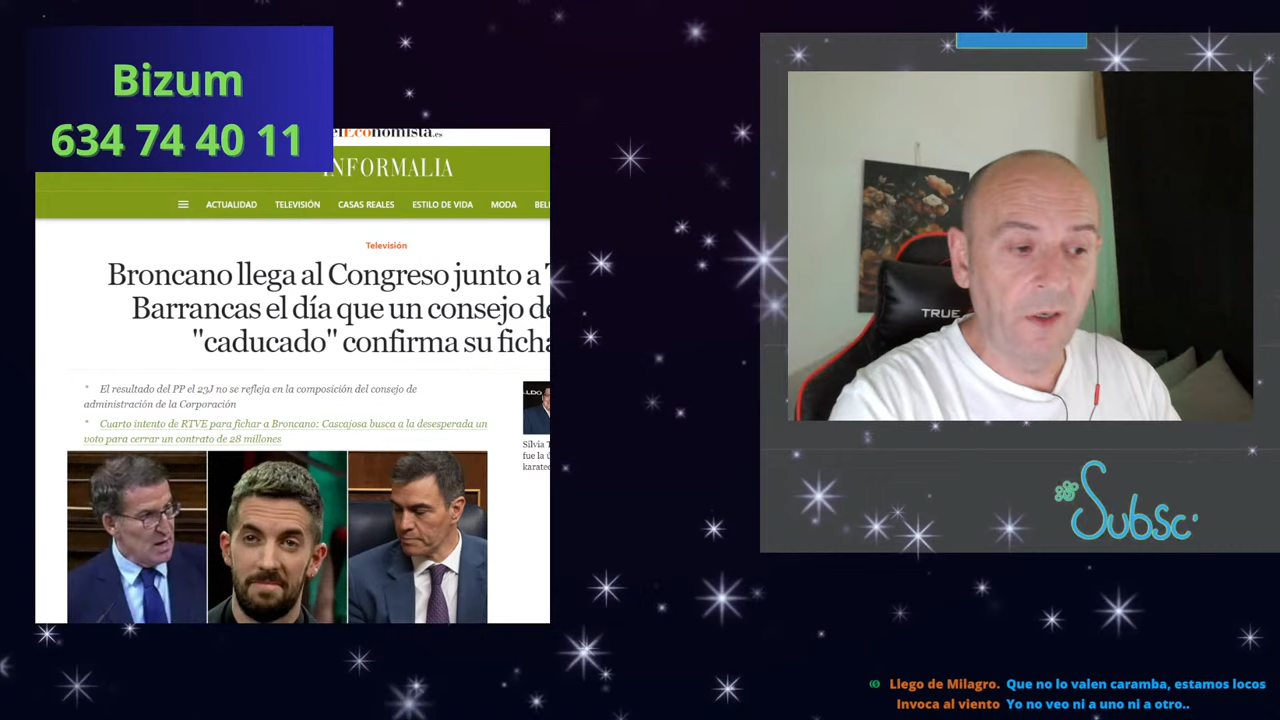 Bizum
634 74 40 11
elEconomista.es
INFORMALIA
ACTUALIDAD TELEVISIÓN CASAS REALES ESTILO DE VIDA MODA
Televisión
Broncano llega al Congreso junto a
Barrancas el día que un consejo de
"caducado" confirma su ficha
* El resultado del PP el 23J no se refleja en la composición del consejo de
administración de la Corporación
* Cuarto intento de RTVE para fichar a Broncano: Cascajosa busca a la desesperada un
voto para cerrar un contrato de 28 millones
Sílvia
fue la
karatec
TRUE
Subsc
Llego de Milagro. Que no lo valen caramba, estamos locos
Invoca al viento Yo no veo ni a uno ni a otro..